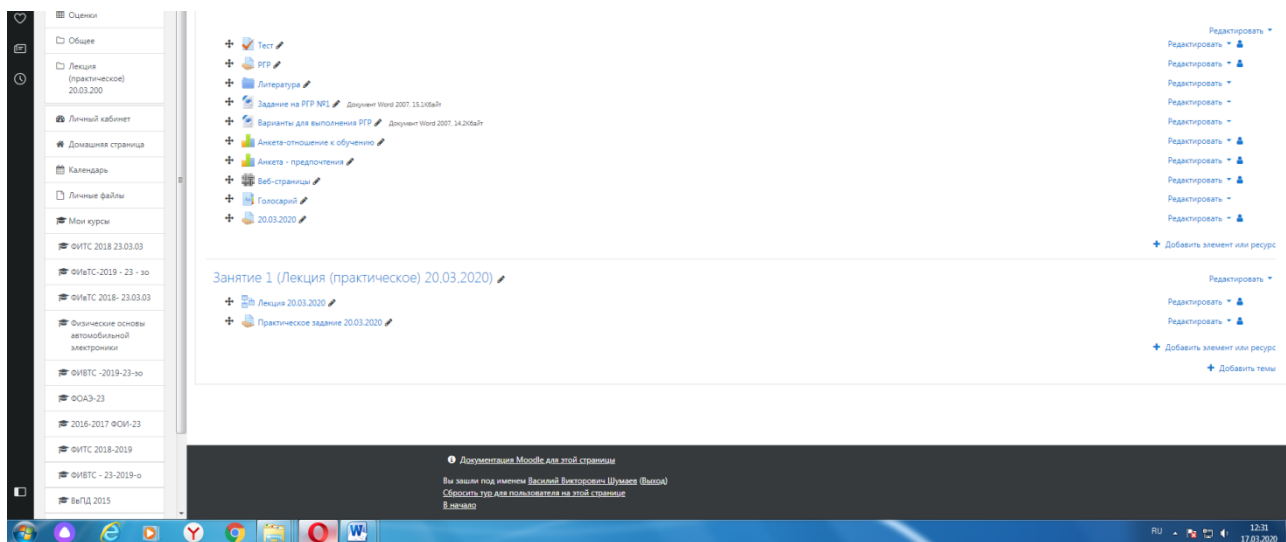 Оценки
Общее
Лекция
(практическое)
20.03.200
Личный кабинет
Домашняя страница
Календарь
Личные файлы
Мои курсы
ФИТС 2018 23.03.03
ФИвТС-2019 - 23 - зо
ФИвТС 2018- 23.03.03
Физические основы
автомобильной
электроники
ФИВТС -2019-23-зо
ФОАЭ-23
2016-2017 ФОИ-23
ФИТС 2018-2019
ФИВТС - 23-2019-о
ВвПД 2015
Редактировать
Тест Редактировать
РГР Редактировать
Литература Редактировать
Задание на РГР №1 Документ Word 2007, 15,1Кбайт Редактировать
Варианты для выполнения РГР Документ Word 2007, 14,2Кбайт Редактировать
Анкета-отношение к обучению Редактировать
Анкета - предпочтения Редактировать
Веб-страницы Редактировать
Голосарий Редактировать
20.03.2020 Редактировать
Добавить элемент или ресурс
Занятие 1 (Лекция (практическое) 20,03,2020) Редактировать
Лекция 20.03.2020 Редактировать
Практическое задание 20.03.2020 Редактировать
Добавить элемент или ресурс
Добавить темы
Документация Moodle для этой страницы
Вы зашли под именем Василий Викторович Шумаев (Выход)
Сбросить тур для пользователя на этой странице
В начало
RU
12:31
17.03.2020